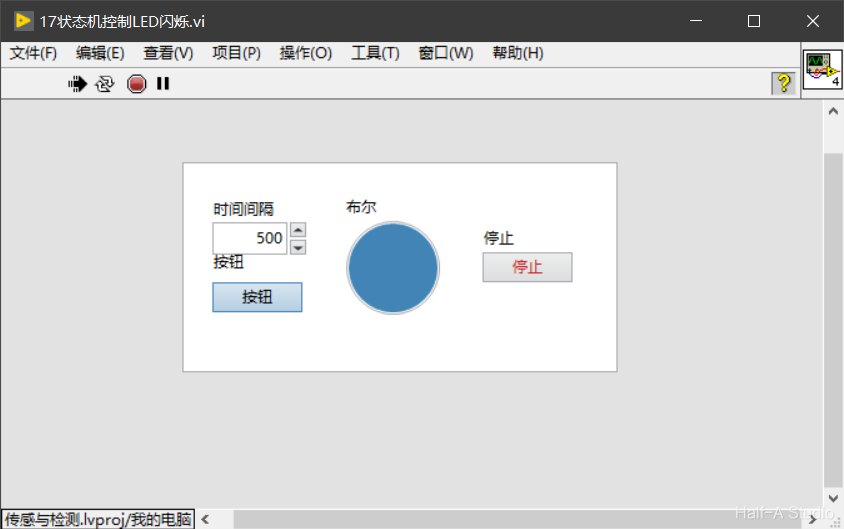 17状态机控制LED闪烁.vi
文件(F) 编辑(E) 查看(V) 项目(P) 操作(O) 工具(T) 窗口(W) 帮助(H)
?
4
时间间隔
布尔
500
停止
按钮
停止
按钮
传感与检测.lvproj/我的电脑
Half-A Studio